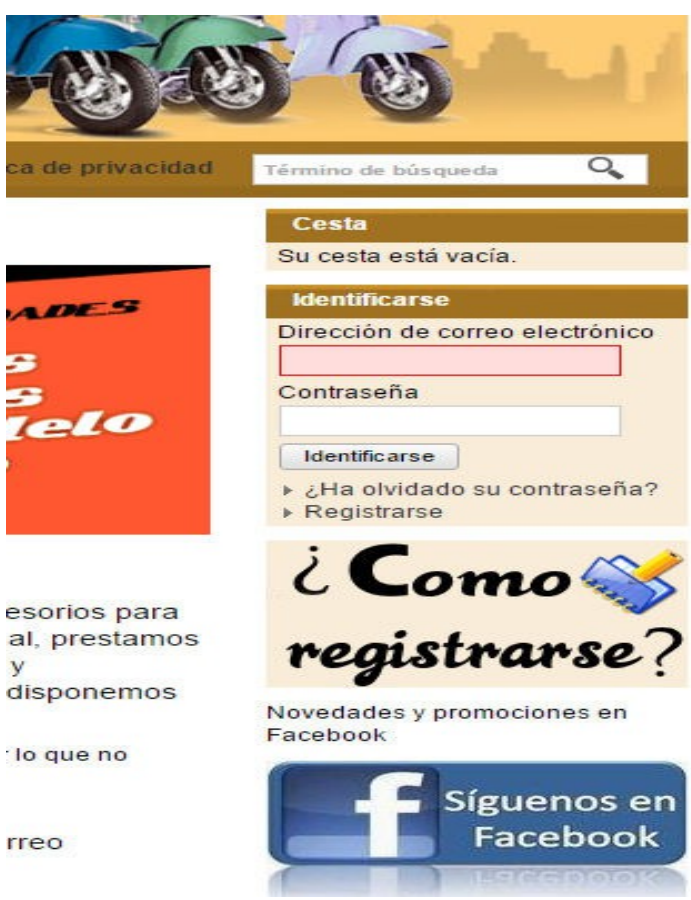 ca de privacidad
Término de búsqueda
Cesta
Su cesta está vacía.
Identificarse
Dirección de correo electrónico
Contraseña
Identificarse
¿Ha olvidado su contraseña?
Registrarse
¿Como
registrarse?
Novedades y promociones en
Facebook
f Síguenos en
Facebook
DADES
S
S
elo
esorios para
al, prestamos
y
disponemos
r lo que no
rreo